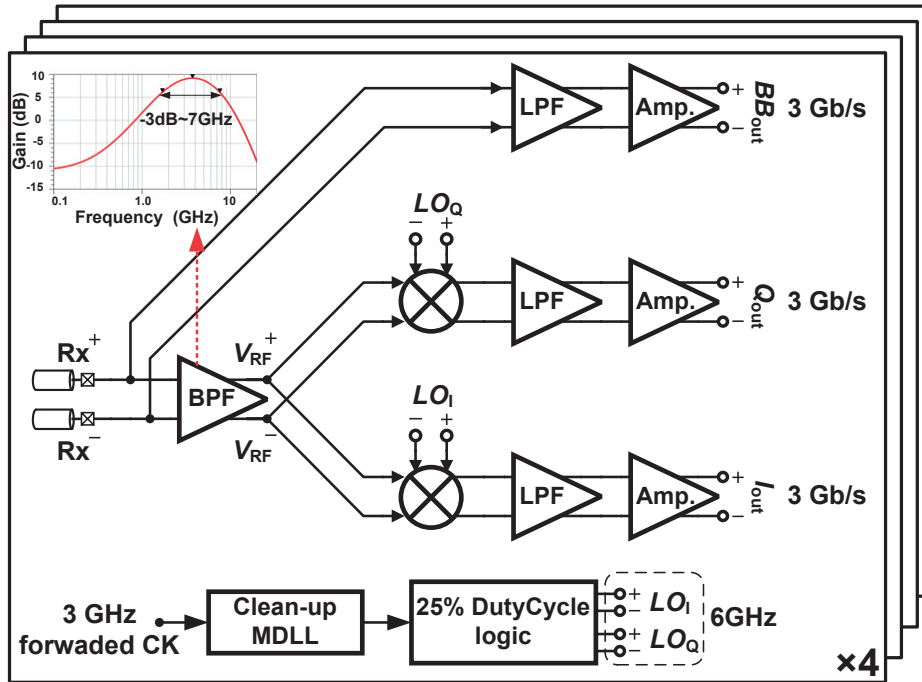 10
5
0
-5
-10
-15
Gain (dB)
-3dB~7GHz
0.1 1.0 10
Frequency (GHz)
LPF
Amp.
+
−
BBout
3 Gb/s
LOQ
− +
LPF
Amp.
+
−
Qout
3 Gb/s
Rx+
Rx−
BPF
VRF+
VRF−
LOI
− +
LPF
Amp.
+
−
Iout
3 Gb/s
3 GHz
forwaded CK
Clean-up
MDLL
25% DutyCycle
logic
+
−
LOI
+
−
LOQ
6GHz
×4